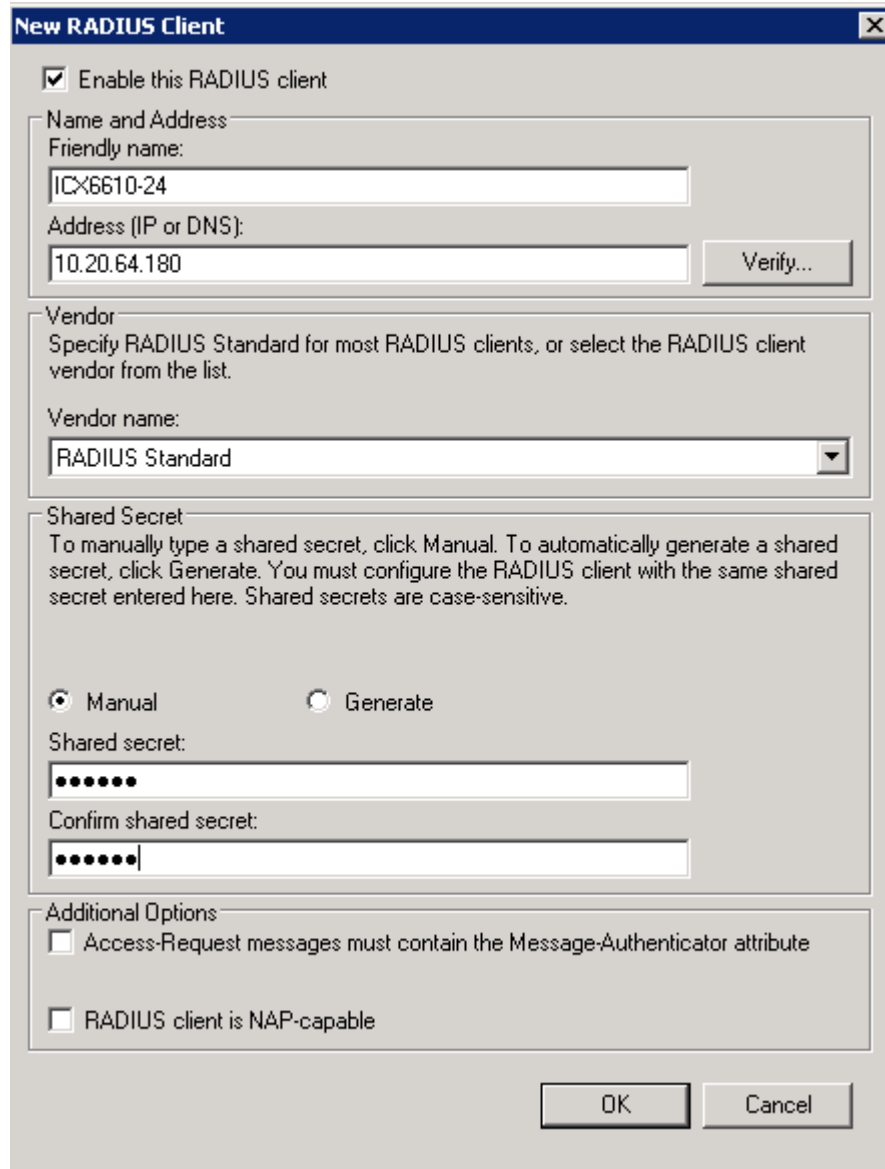 New RADIUS Client
Enable this RADIUS client
Name and Address
Friendly name:
ICX6610-24
Address (IP or DNS):
10.20.64.180
Verify...
Vendor
Specify RADIUS Standard for most RADIUS clients, or select the RADIUS client
vendor from the list.
Vendor name:
RADIUS Standard
Shared Secret
To manually type a shared secret, click Manual. To automatically generate a shared
secret, click Generate. You must configure the RADIUS client with the same shared
secret entered here. Shared secrets are case-sensitive.
Manual Generate
Shared secret:
••••••
Confirm shared secret:
••••••
Additional Options
Access-Request messages must contain the Message-Authenticator attribute
RADIUS client is NAP-capable
OK Cancel